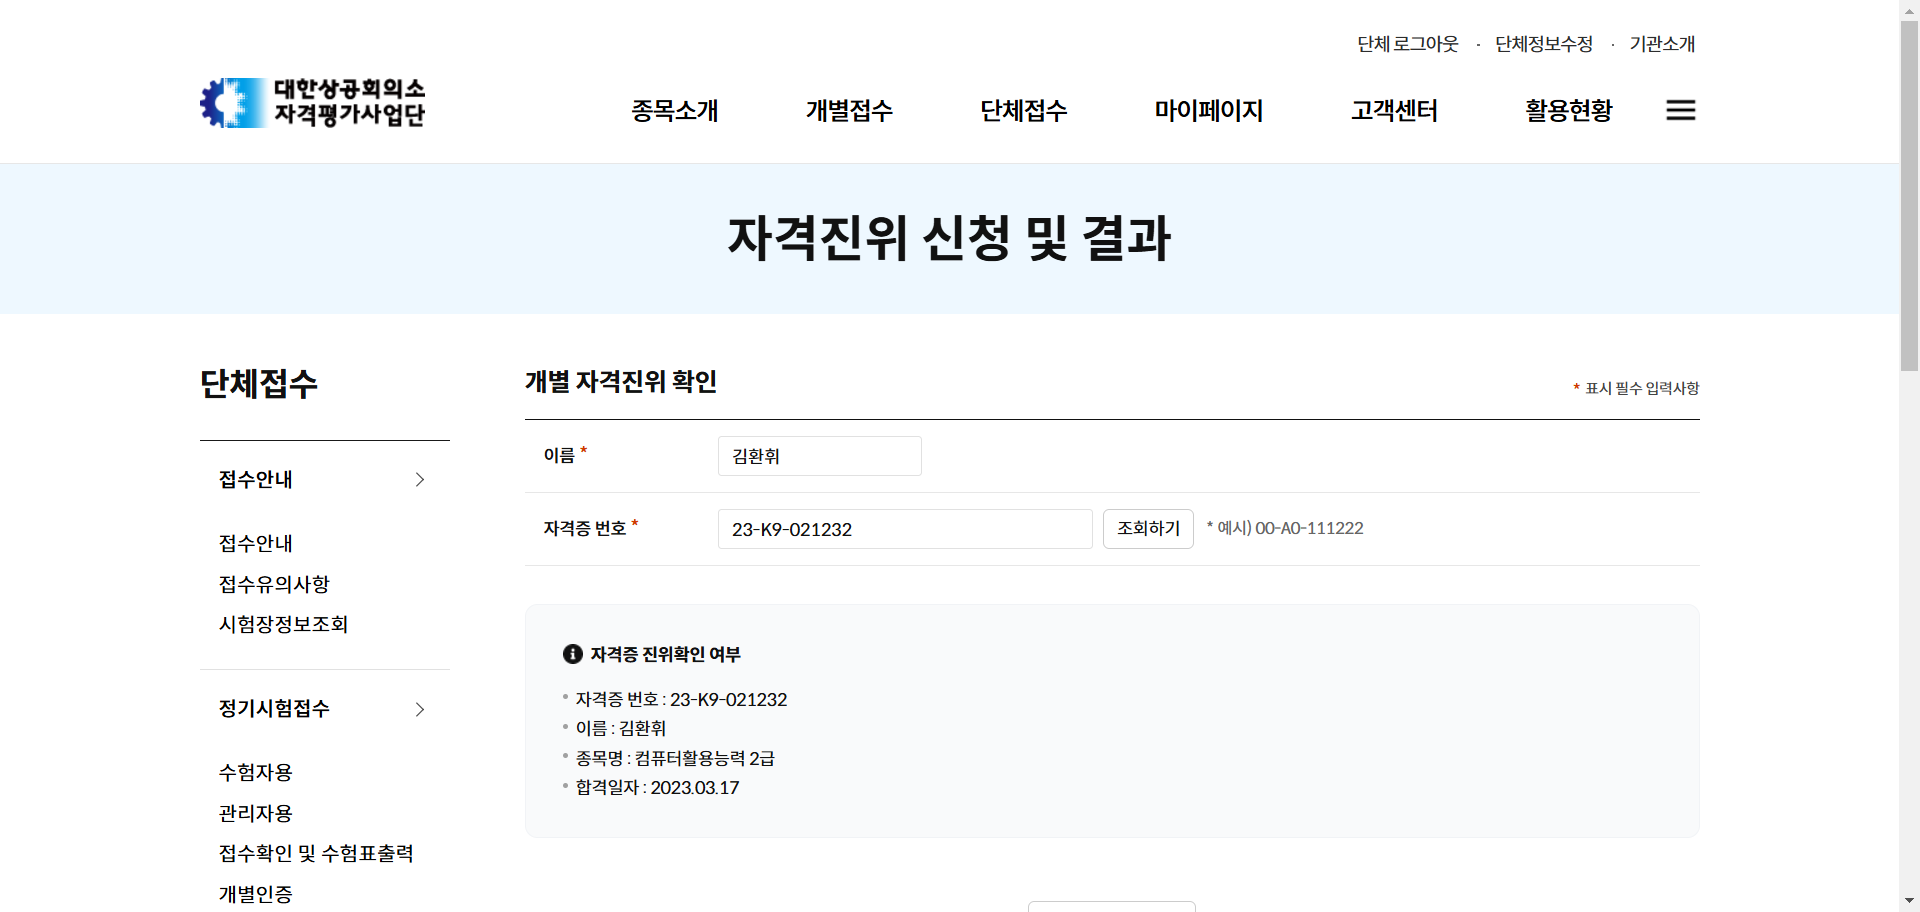 단체 로그아웃 · 단체정보수정 · 기관소개
대한상공회의소
자격평가사업단
종목소개 개별접수 단체접수 마이페이지 고객센터 활용현황
자격진위 신청 및 결과
단체접수
접수안내
접수안내
접수유의사항
시험장정보조회
정기시험접수
수험자용
관리자용
접수확인 및 수험표출력
개별인증
개별 자격진위 확인
* 표시 필수 입력사항
이름 * 김환휘
자격증 번호 * 23-K9-021232 조회하기 * 예시) 00-A0-111222
자격증 진위확인 여부
자격증 번호 : 23-K9-021232
이름 : 김환휘
종목명 : 컴퓨터활용능력 2급
합격일자 : 2023.03.17